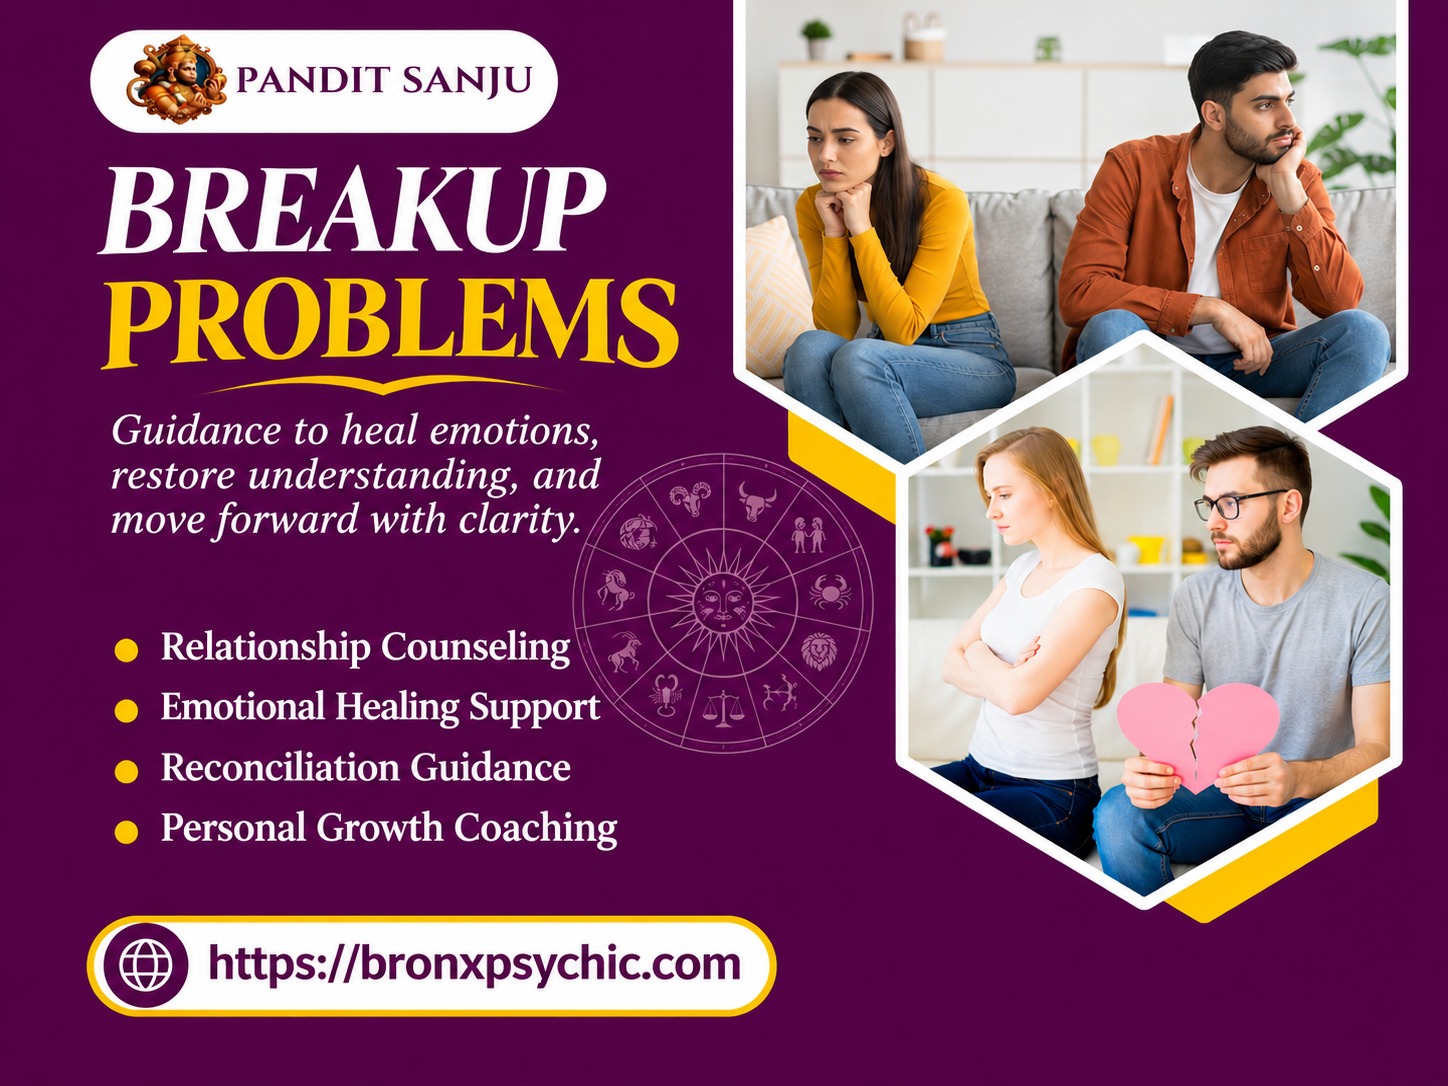 PANDIT SANJU
BREAKUP
PROBLEMS
Guidance to heal emotions,
restore understanding, and
move forward with clarity.
Relationship Counseling
Emotional Healing Support
Reconciliation Guidance
Personal Growth Coaching
https://bronxpsychic.com